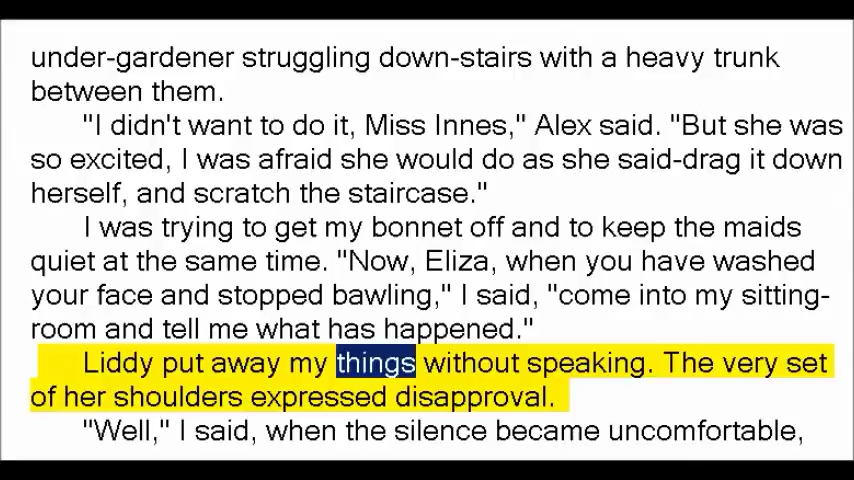 under-gardener struggling down-stairs with a heavy trunk
between them.
"I didn't want to do it, Miss Innes," Alex said. "But she was
so excited, I was afraid she would do as she said-drag it down
herself, and scratch the staircase."
I was trying to get my bonnet off and to keep the maids
quiet at the same time. "Now, Eliza, when you have washed
your face and stopped bawling," I said, "come into my sitting-
room and tell me what has happened."
Liddy put away my things without speaking. The very set
of her shoulders expressed disapproval.
"Well," I said, when the silence became uncomfortable,